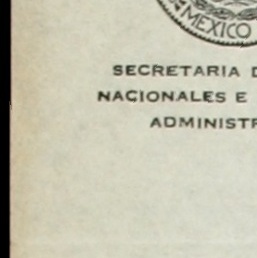 MEXICO
SECRETARIA D
NACIONALES E
ADMINISTR